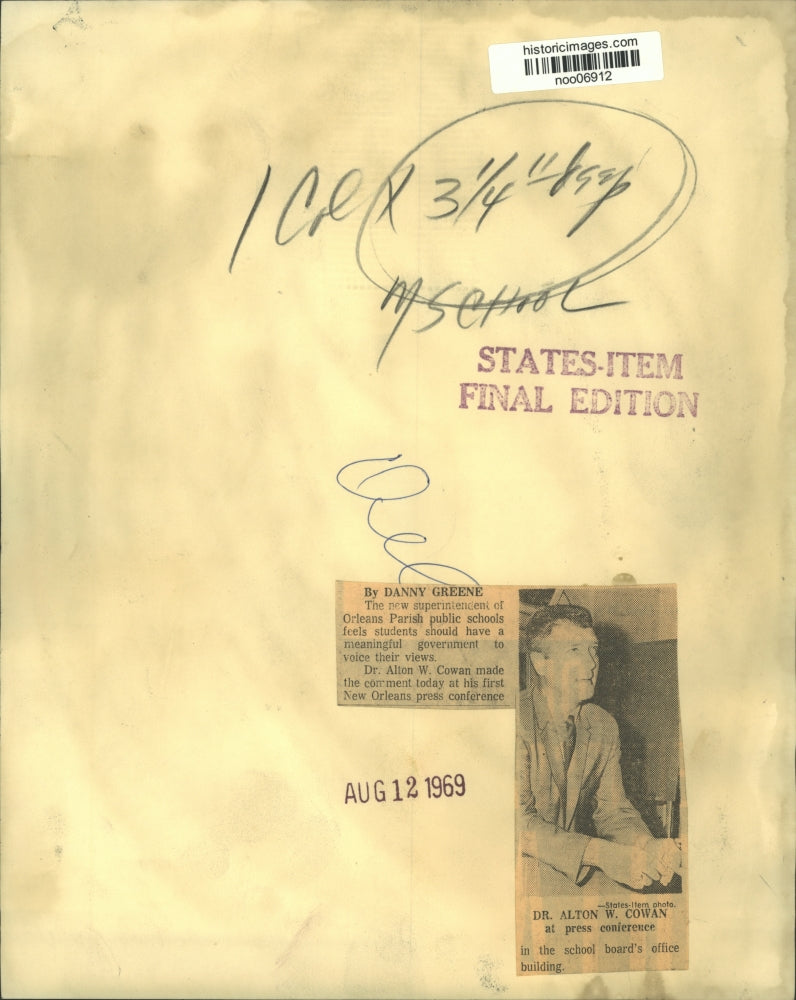 historicimages.com
noo06912
1 Col X 3 1/4" deep
M SCHOOL
STATES-ITEM
FINAL EDITION
By DANNY GREENE
The new superintendent of
Orleans Parish public schools
feels students should have a
meaningful government to
voice their views.
Dr. Alton W. Cowan made
the comment today at his first
New Orleans press conference
AUG 12 1969
—States-Item photo.
DR. ALTON W. COWAN
at press conference
in the school board's office
building.